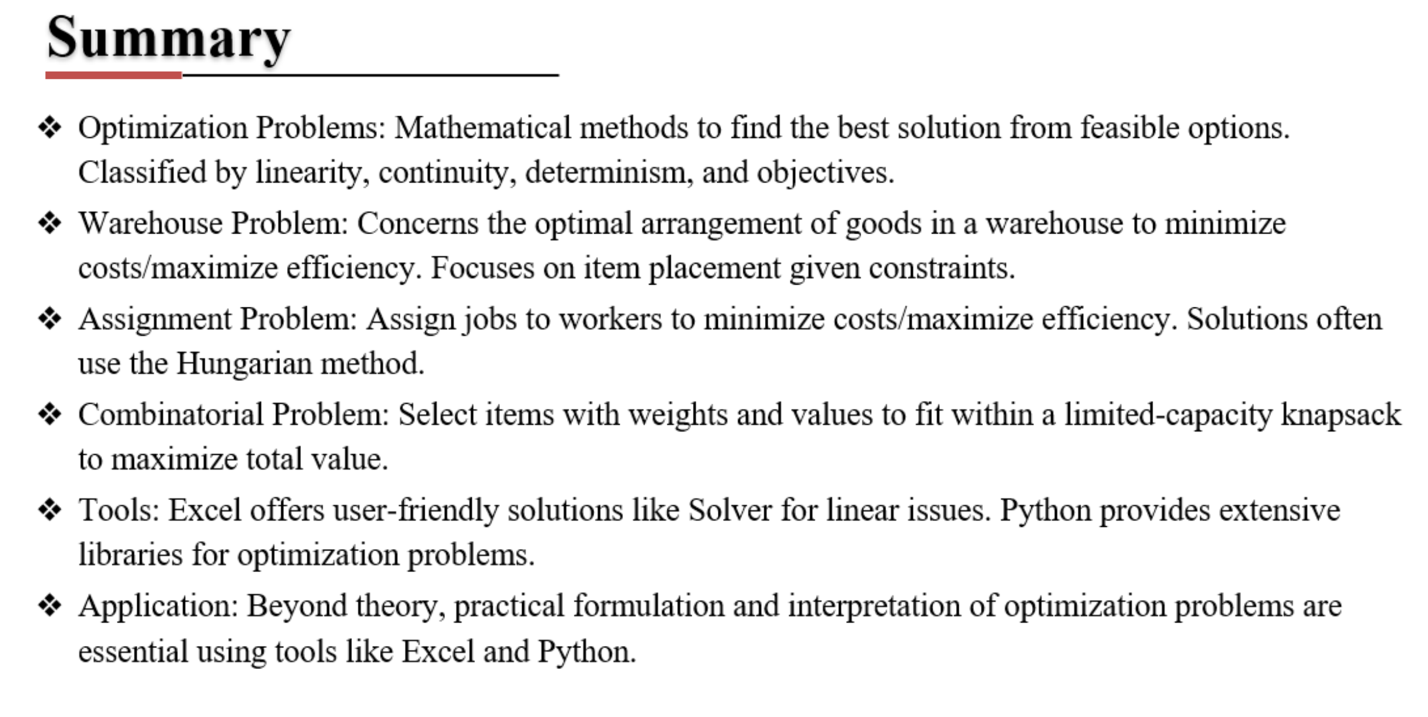 Summary
❖ Optimization Problems: Mathematical methods to find the best solution from feasible options.
Classified by linearity, continuity, determinism, and objectives.
❖ Warehouse Problem: Concerns the optimal arrangement of goods in a warehouse to minimize
costs/maximize efficiency. Focuses on item placement given constraints.
❖ Assignment Problem: Assign jobs to workers to minimize costs/maximize efficiency. Solutions often
use the Hungarian method.
❖ Combinatorial Problem: Select items with weights and values to fit within a limited-capacity knapsack
to maximize total value.
❖ Tools: Excel offers user-friendly solutions like Solver for linear issues. Python provides extensive
libraries for optimization problems.
❖ Application: Beyond theory, practical formulation and interpretation of optimization problems are
essential using tools like Excel and Python.